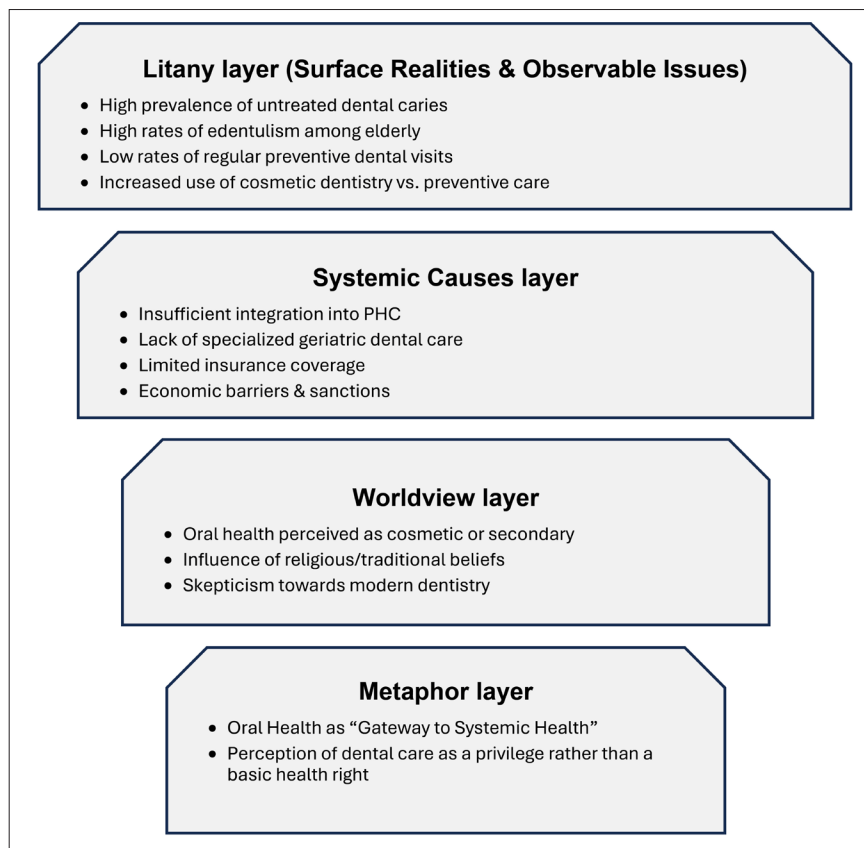 Litany layer (Surface Realities & Observable Issues)
• High prevalence of untreated dental caries
• High rates of edentulism among elderly
• Low rates of regular preventive dental visits
• Increased use of cosmetic dentistry vs. preventive care
Systemic Causes layer
• Insufficient integration into PHC
• Lack of specialized geriatric dental care
• Limited insurance coverage
• Economic barriers & sanctions
Worldview layer
• Oral health perceived as cosmetic or secondary
• Influence of religious/traditional beliefs
• Skepticism towards modern dentistry
Metaphor layer
• Oral Health as “Gateway to Systemic Health”
• Perception of dental care as a privilege rather than a
basic health right